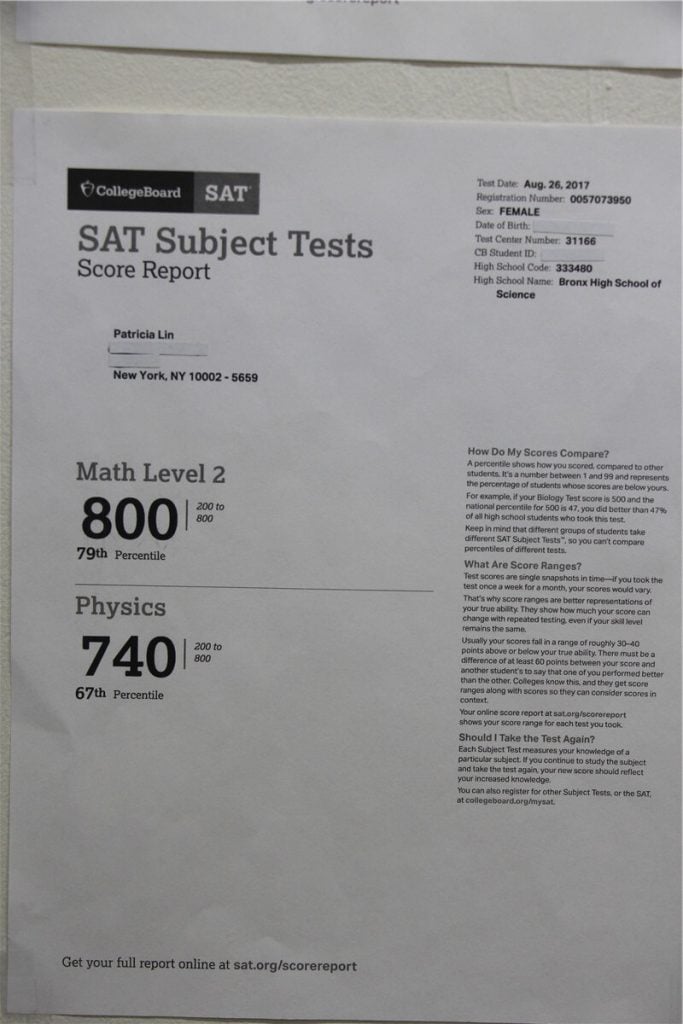 CollegeBoard SAT
SAT Subject Tests
Score Report
Test Date: Aug. 26, 2017
Registration Number: 0057073950
Sex: FEMALE
Date of Birth:
Test Center Number: 31166
CB Student ID:
High School Code: 333480
High School Name: Bronx High School of
Science
Patricia Lin
New York, NY 10002 - 5659
Math Level 2
800
200 to
800
79th Percentile
Physics
740
200 to
800
67th Percentile
How Do My Scores Compare?
A percentile shows how you scored, compared to other
students. It's a number between 1 and 99 and represents
the percentage of students whose scores are below yours.
For example, if your Biology Test score is 500 and the
national percentile for 500 is 47, you did better than 47%
of all high school students who took this test.
Keep in mind that different groups of students take
different SAT Subject Tests™, so you can't compare
percentiles of different tests.
What Are Score Ranges?
Test scores are single snapshots in time—if you took the
test once a week for a month, your scores would vary.
That's why score ranges are better representations of
your true ability. They show how much your score can
change with repeated testing, even if your skill level
remains the same.
Usually your scores fall in a range of roughly 30-40
points above or below your true ability. There must be a
difference of at least 60 points between your score and
another student's to say that one of you performed better
than the other. Colleges know this, and they get score
ranges along with scores so they can consider scores in
context.
Your online score report at sat.org/scorereport
shows your score range for each test you took.
Should I Take the Test Again?
Each Subject Test measures your knowledge of a
particular subject. If you continue to study the subject
and take the test again, your new score should reflect
your increased knowledge.
You can also register for other Subject Tests, or the SAT,
at collegeboard.org/mysat.
Get your full report online at sat.org/scorereport